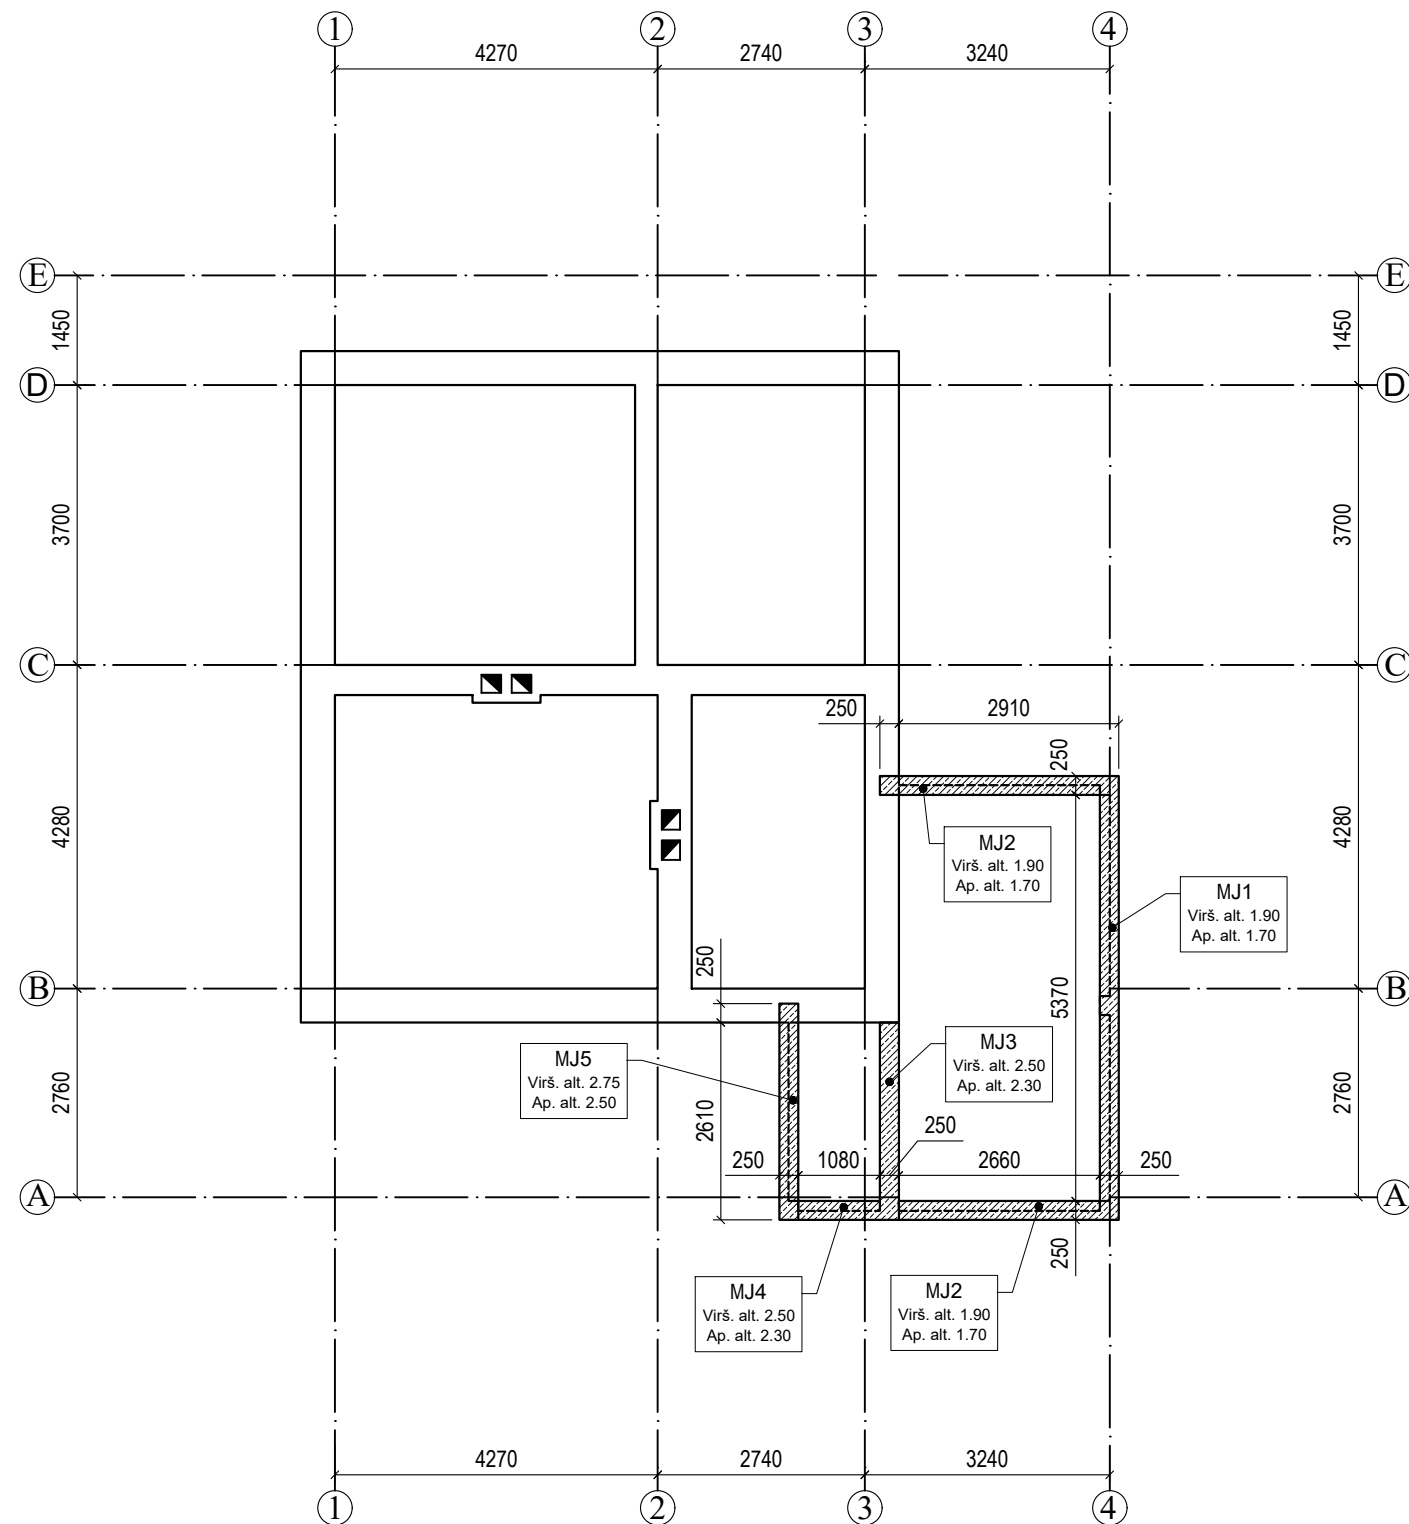 1 2 3 4
4270 2740 3240
E E
1450 1450
D D
3700 3700
C C
250 2910
250
4280 4280
MJ2
Virš. alt. 1.90
Ap. alt. 1.70
MJ1
Virš. alt. 1.90
Ap. alt. 1.70
250
B B
5370
MJ5
Virš. alt. 2.75
Ap. alt. 2.50
MJ3
Virš. alt. 2.50
Ap. alt. 2.30
2760 2610 2760
250
250 1080 2660 250
A A
250
MJ4
Virš. alt. 2.50
Ap. alt. 2.30
MJ2
Virš. alt. 1.90
Ap. alt. 1.70
4270 2740 3240
1 2 3 4